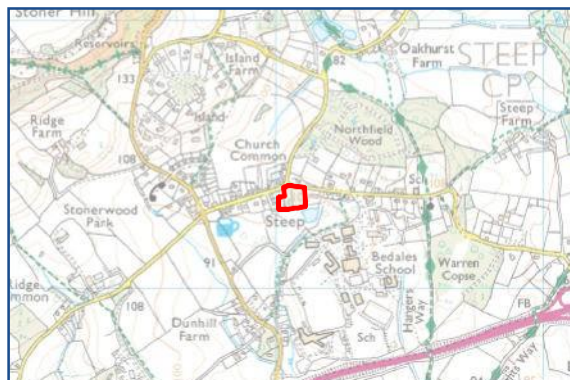 Stoner Hill
Reservoirs
133
Island
Farm
82
Oakhurst
Farm
STEEP
CP
Steep
Farm
Ridge
Farm
Island
Northfield
Wood
Church
Common
108
Sch
Stonerwood
Park
Steep
91
Bedales
School
Warren
Copse
Ridge
Common
108
Hangers
Way
FB
Dunhill
Farm
Sch
Way